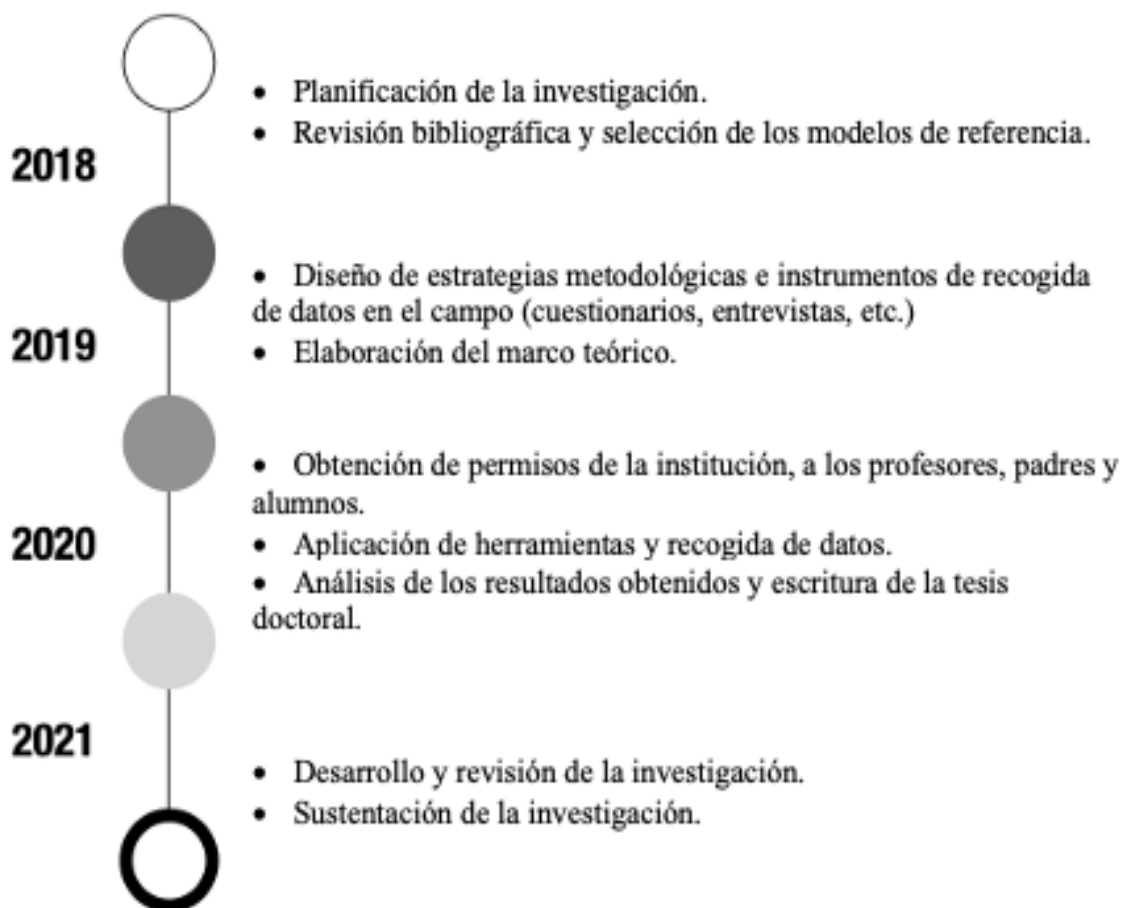 • Planificación de la investigación.
• Revisión bibliográfica y selección de los modelos de referencia.
2018
• Diseño de estrategias metodológicas e instrumentos de recogida
de datos en el campo (cuestionarios, entrevistas, etc.)
2019
• Elaboración del marco teórico.
• Obtención de permisos de la institución, a los profesores, padres y
alumnos.
2020
• Aplicación de herramientas y recogida de datos.
• Análisis de los resultados obtenidos y escritura de la tesis
doctoral.
2021
• Desarrollo y revisión de la investigación.
• Sustentación de la investigación.